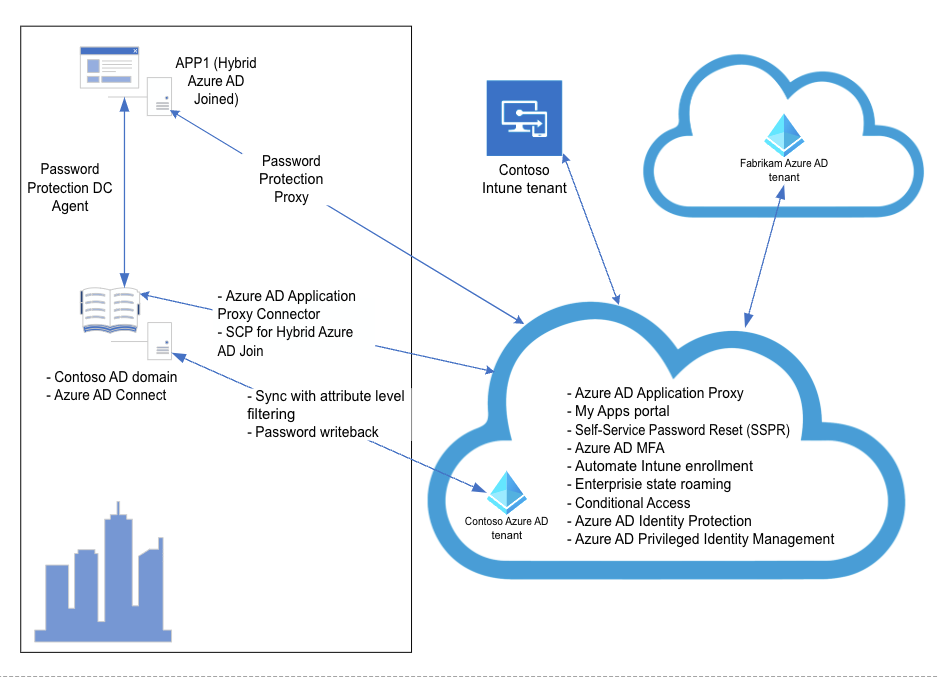 APP1 (Hybrid
Azure AD
Joined)
Password
Protection DC
Agent
Password
Protection
Proxy
Contoso
Intune tenant
Fabrikam Azure AD
tenant
- Azure AD Application
Proxy Connector
- SCP for Hybrid Azure
AD Join
- Contoso AD domain
- Azure AD Connect
- Sync with attribute level
filtering
- Password writeback
Contoso Azure AD
tenant
- Azure AD Application Proxy
- My Apps portal
- Self-Service Password Reset (SSPR)
- Azure AD MFA
- Automate Intune enrollment
- Enterprisie state roaming
- Conditional Access
- Azure AD Identity Protection
- Azure AD Privileged Identity Management